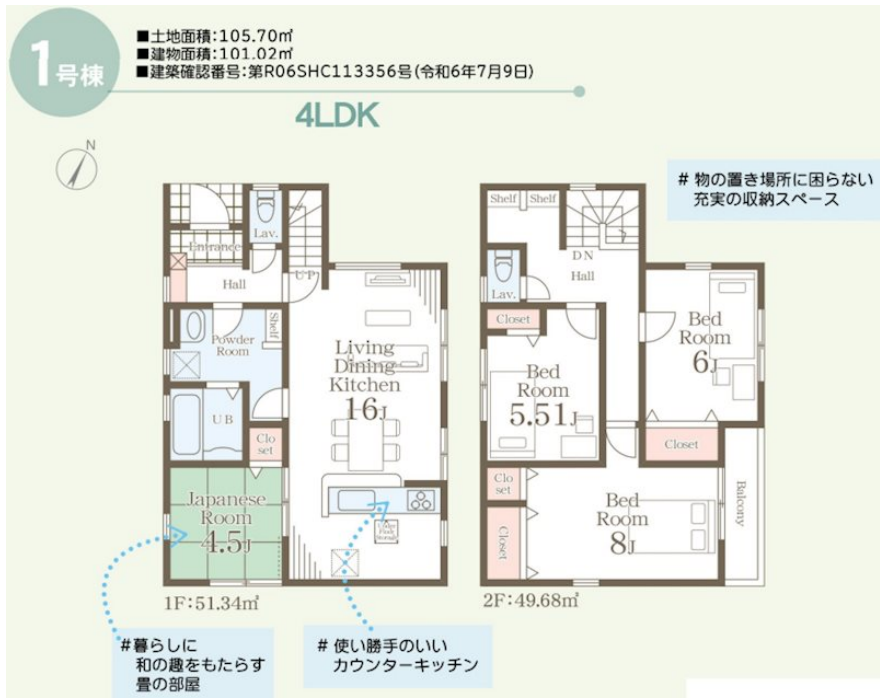 1号棟
■土地面積:105.70㎡
■建物面積:101.02㎡
■建築確認番号:第R06SHC113356号(令和6年7月9日)
4LDK
N
# 物の置き場所に困らない
充実の収納スペース
Entrance
Lav.
Hall
UP
Powder
Room
Shelf
UB
Clo
set
Living
Dining
Kitchen
16J
Japanese
Room
4.5J
1F:51.34㎡
Shelf
Shelf
DN
Hall
Lav.
Closet
Bed
Room
5.51J
Bed
Room
6J
Closet
Clo
set
Closet
Bed
Room
8J
Balcony
2F:49.68㎡
#暮らしに
和の趣をもたらす
畳の部屋
# 使い勝手のいい
カウンターキッチン